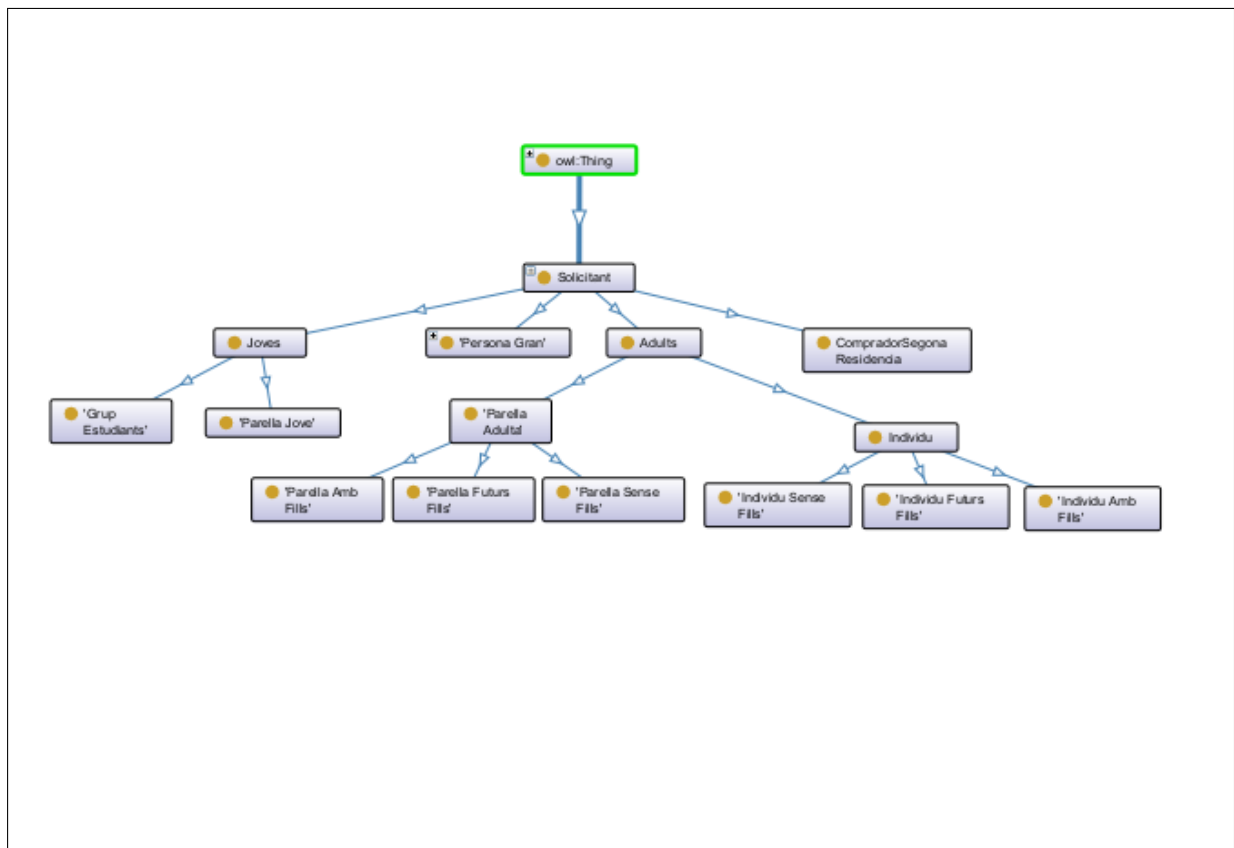 owl:Thing
Solicitant
Joves
'Persona Gran'
Adults
CompradorSegona
Residencia
'Grup
Estudiants'
'Parella Jove'
'Parella
Adulta'
Individu
'Parella Amb
Fills'
'Parella Futurs
Fills'
'Parella Sense
Fills'
'Individu Sense
Fills'
'Individu Futurs
Fills'
'Individu Amb
Fills'